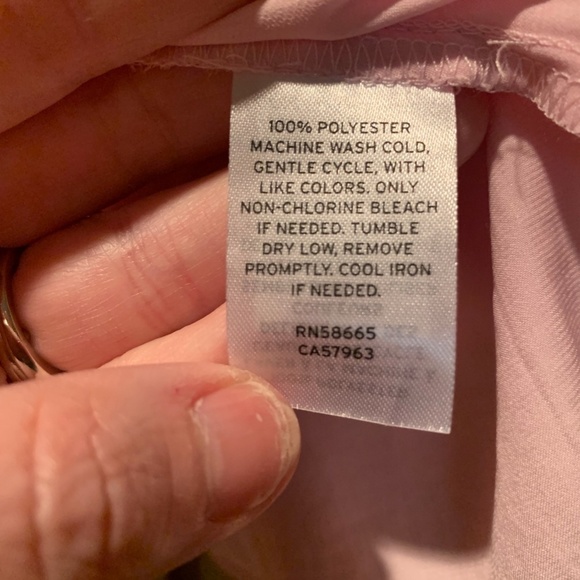 100% POLYESTER
MACHINE WASH COLD,
GENTLE CYCLE, WITH
LIKE COLORS. ONLY
NON-CHLORINE BLEACH
IF NEEDED. TUMBLE
DRY LOW, REMOVE
PROMPTLY. COOL IRON
IF NEEDED.
RN58665
CA57963